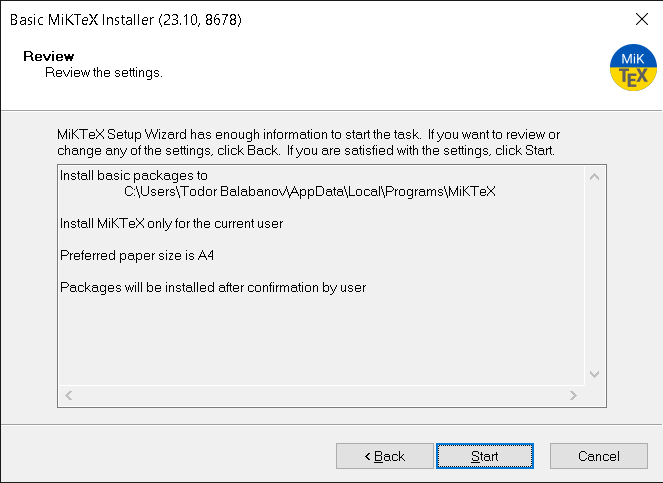 Basic MiKTeX Installer (23.10, 8678)
Review
Review the settings.
MiK
TEX
MiKTeX Setup Wizard has enough information to start the task. If you want to review or
change any of the settings, click Back. If you are satisfied with the settings, click Start.
Install basic packages to
C:\Users\Todor Balabanov\AppData\Local\Programs\MiKTeX
Install MiKTeX only for the current user
Preferred paper size is A4
Packages will be installed after confirmation by user
< Back
Start
Cancel